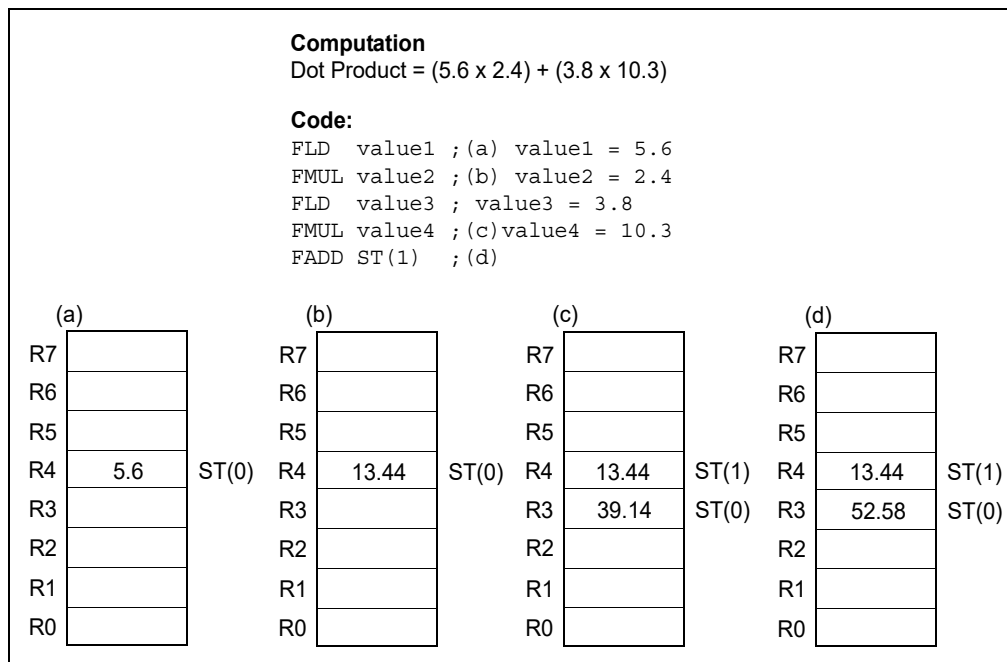 Computation
Dot Product = (5.6 x 2.4) + (3.8 x 10.3)
Code:
FLD  value1 ;(a) value1 = 5.6
FMUL value2 ;(b) value2 = 2.4
FLD  value3 ; value3 = 3.8
FMUL value4 ;(c)value4 = 10.3
FADD ST(1)  ;(d)
(a)
R7
R6
R5
R4 5.6 ST(0)
R3
R2
R1
R0
(b)
R7
R6
R5
R4 13.44 ST(0)
R3
R2
R1
R0
(c)
R7
R6
R5
R4 13.44 ST(1)
R3 39.14 ST(0)
R2
R1
R0
(d)
R7
R6
R5
R4 13.44 ST(1)
R3 52.58 ST(0)
R2
R1
R0